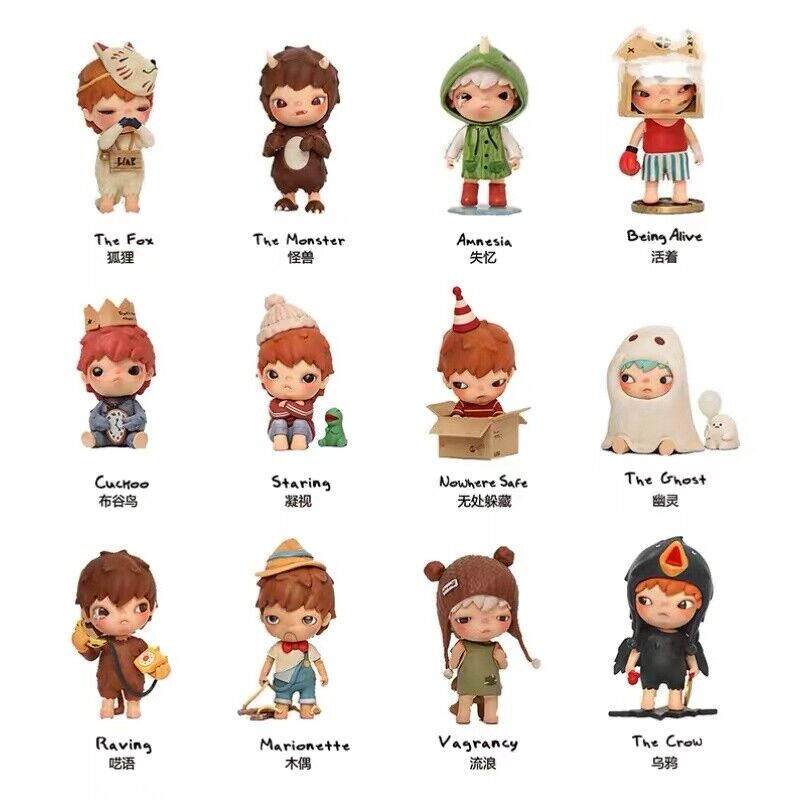 LIAR
The Fox
狐狸
The Monster
怪兽
Amnesia
失忆
Being Alive
活着
Cuckoo
布谷鸟
Staring
凝视
Nowhere Safe
无处躲藏
The Ghost
幽灵
Raving
呓语
Marionette
木偶
Vagrancy
流浪
The Crow
乌鸦